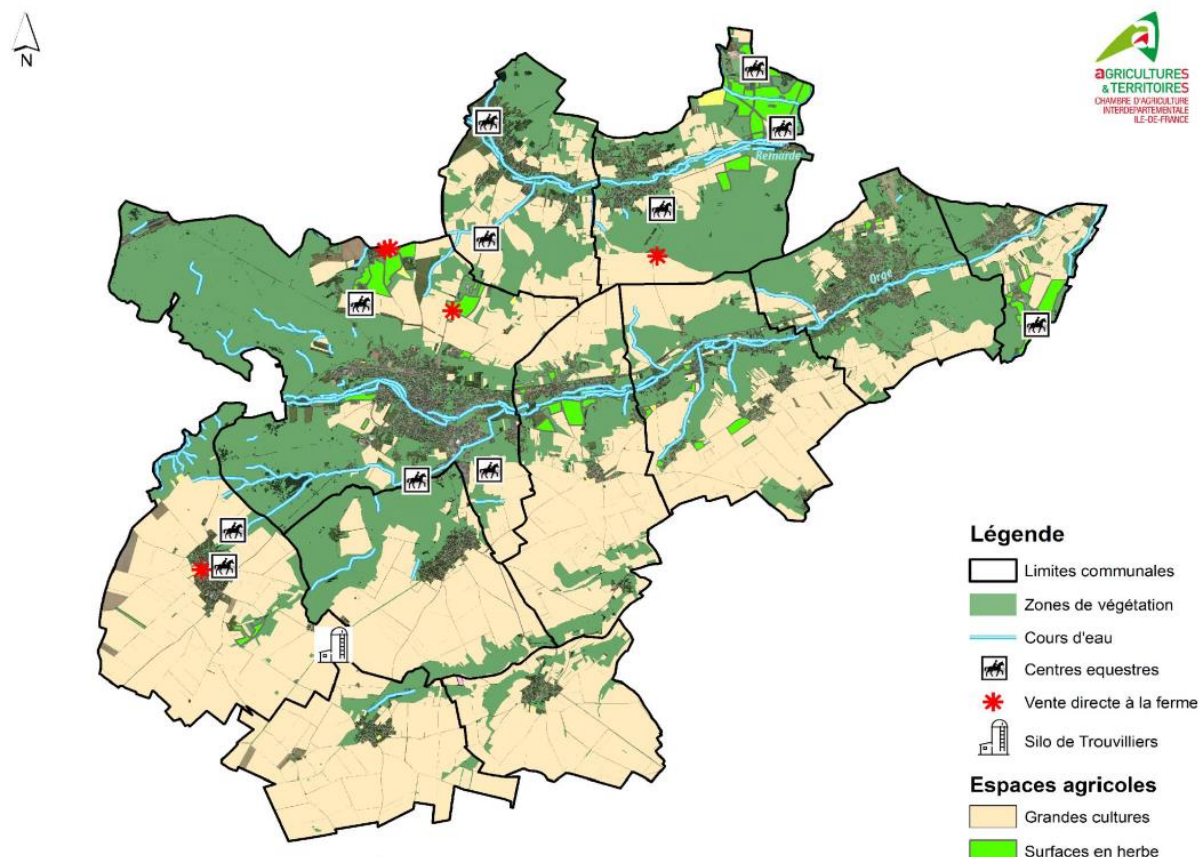 N
aGRICULTURES
& TERRITOIRES
CHAMBRE D'AGRICULTURE
INTERDEPARTEMENTALE
ILE-DE-FRANCE
Remarde
Orge
Légende
Limites communales
Zones de végétation
Cours d'eau
Centres equestres
Vente directe à la ferme
Silo de Trouvilliers
Espaces agricoles
Grandes cultures
Surfaces en herbe